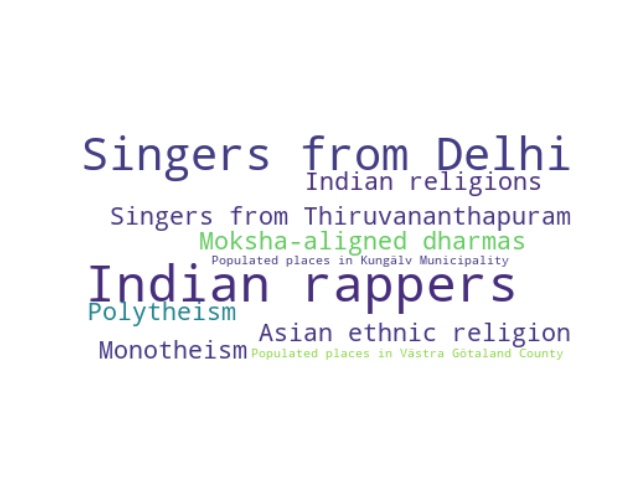 Singers from Delhi
Indian religions
Singers from Thiruvananthapuram
Moksha-aligned dharmas
Populated places in Kungälv Municipality
Indian rappers
Polytheism
Asian ethnic religion
Monotheism
Populated places in Västra Götaland County